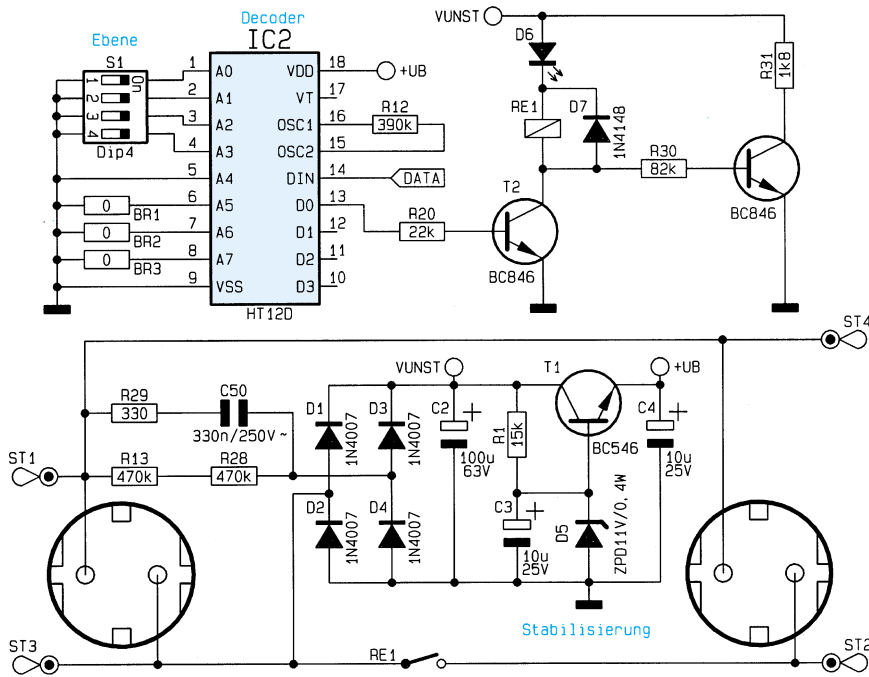 Ebene
S1
1
2
3
4
On
Dip4
Decoder
IC2
1 A0 VDD 18 +UB
2 A1 VT 17
3 A2 OSC1 16
4 A3 OSC2 15
5 A4 DIN 14 DATA
6 A5 D0 13
7 A6 D1 12
8 A7 D2 11
9 VSS D3 10
HT12D
0 BR1
0 BR2
0 BR3
R12
390k
R20
22k
VUNST
D6
RE1
D7
1N4148
T2
BC846
R30
82k
R31
1k8
BC846
ST4
R29
330
C50
330n/250V~
ST1
R13
470k
R28
470k
D1
1N4007
D3
1N4007
D2
1N4007
D4
1N4007
VUNST
C2
+
100u
63V
R1
15k
T1
BC546
+UB
C4
+
10u
25V
C3
+
10u
25V
D5
ZPD11V/0,4W
Stabilisierung
ST3
RE1
ST2